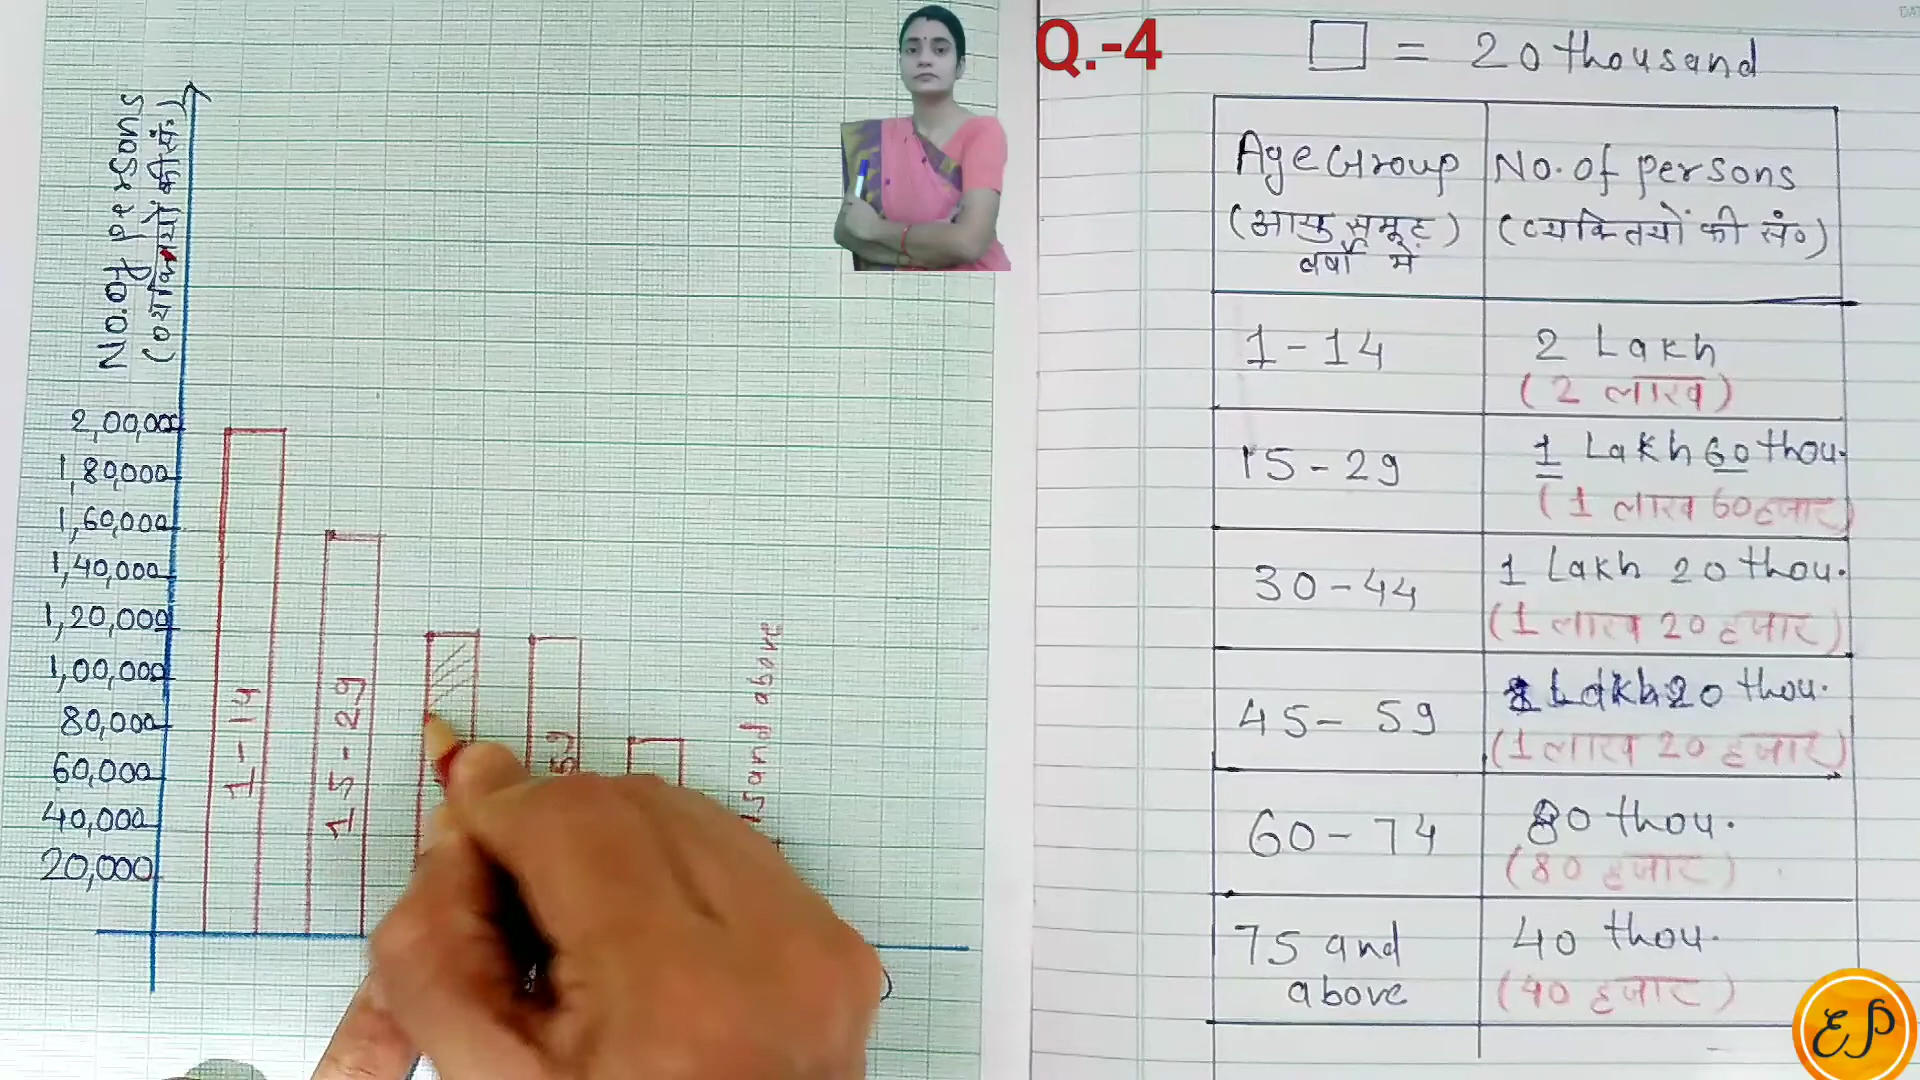 Q.-4
□ = 20 thousand
Age Group
(आयु समूह)
वर्षों में
No. of persons
(व्यक्तियों की सं०)
1-14
2 Lakh
(2 लाख)
15-29
1 Lakh 60 thou.
(1 लाख 60 हजार)
30-44
1 Lakh 20 thou.
(1 लाख 20 हजार)
45-59
1 Lakh 20 thou.
(1 लाख 20 हजार)
60-74
80 thou.
(80 हजार)
75 and
above
40 thou.
(40 हजार)
No. of persons
(व्यक्तियों की सं०)
2,00,000
1,80,000
1,60,000
1,40,000
1,20,000
1,00,000
80,000
60,000
40,000
20,000
1-14
15-29
59
and above
EP